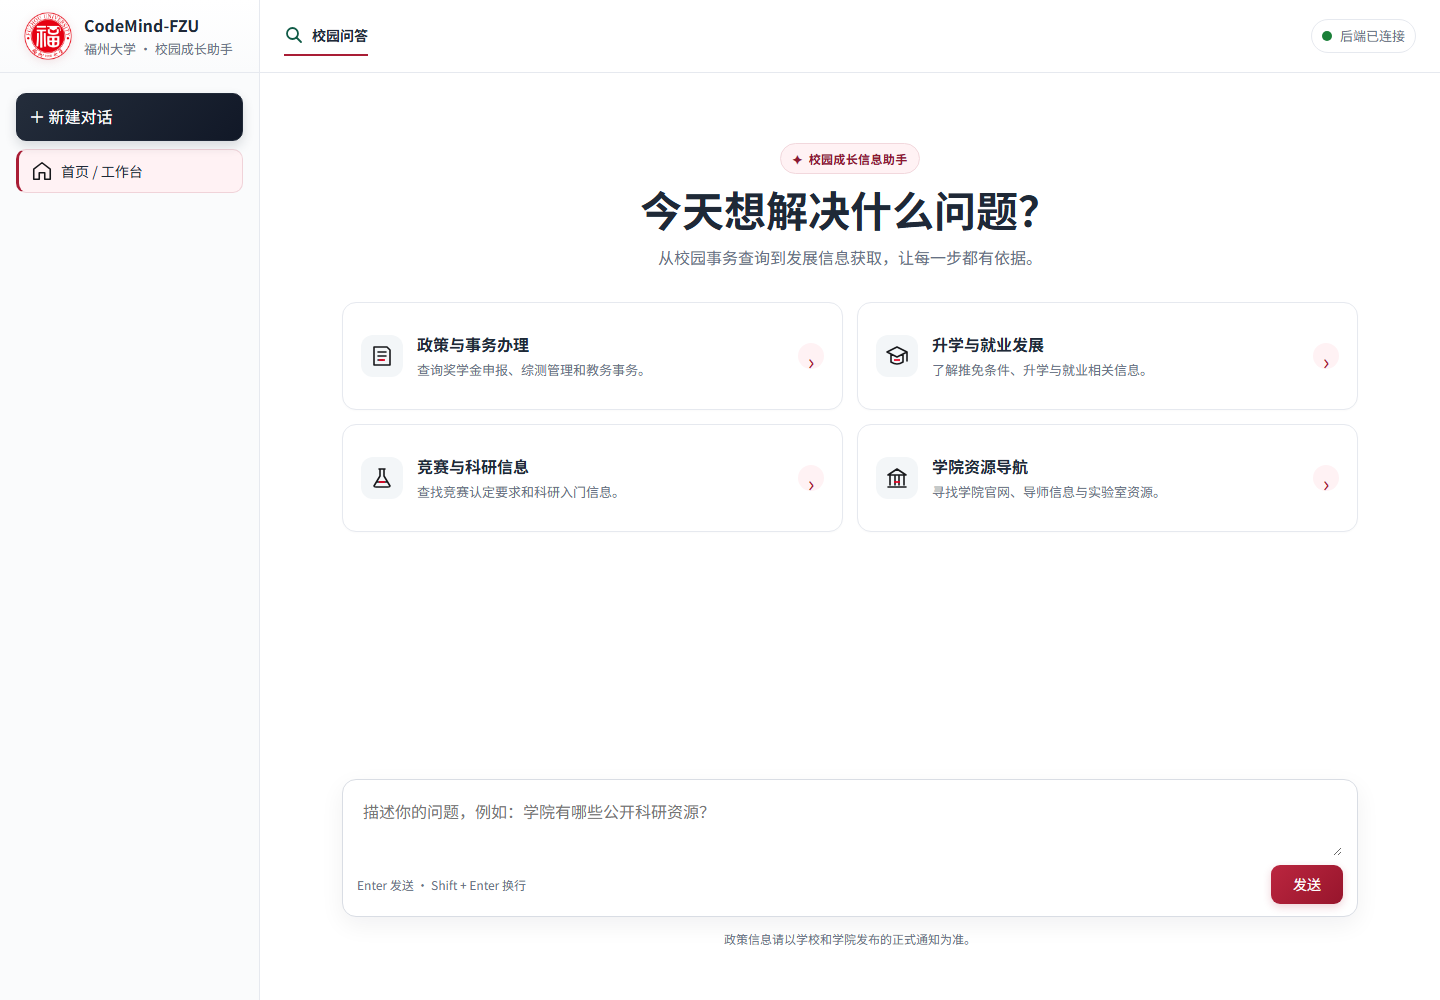 CodeMind-FZU
福州大学 · 校园成长助手
校园问答
后端已连接
+ 新建对话
首页 / 工作台
✦ 校园成长信息助手
今天想解决什么问题？
从校园事务查询到发展信息获取，让每一步都有依据。
政策与事务办理
查询奖学金申报、综测管理和教务事务。
升学与就业发展
了解推免条件、升学与就业相关信息。
竞赛与科研信息
查找竞赛认定要求和科研入门信息。
学院资源导航
寻找学院官网、导师信息与实验室资源。
描述你的问题，例如：学院有哪些公开科研资源？
Enter 发送 · Shift + Enter 换行
发送
政策信息请以学校和学院发布的正式通知为准。